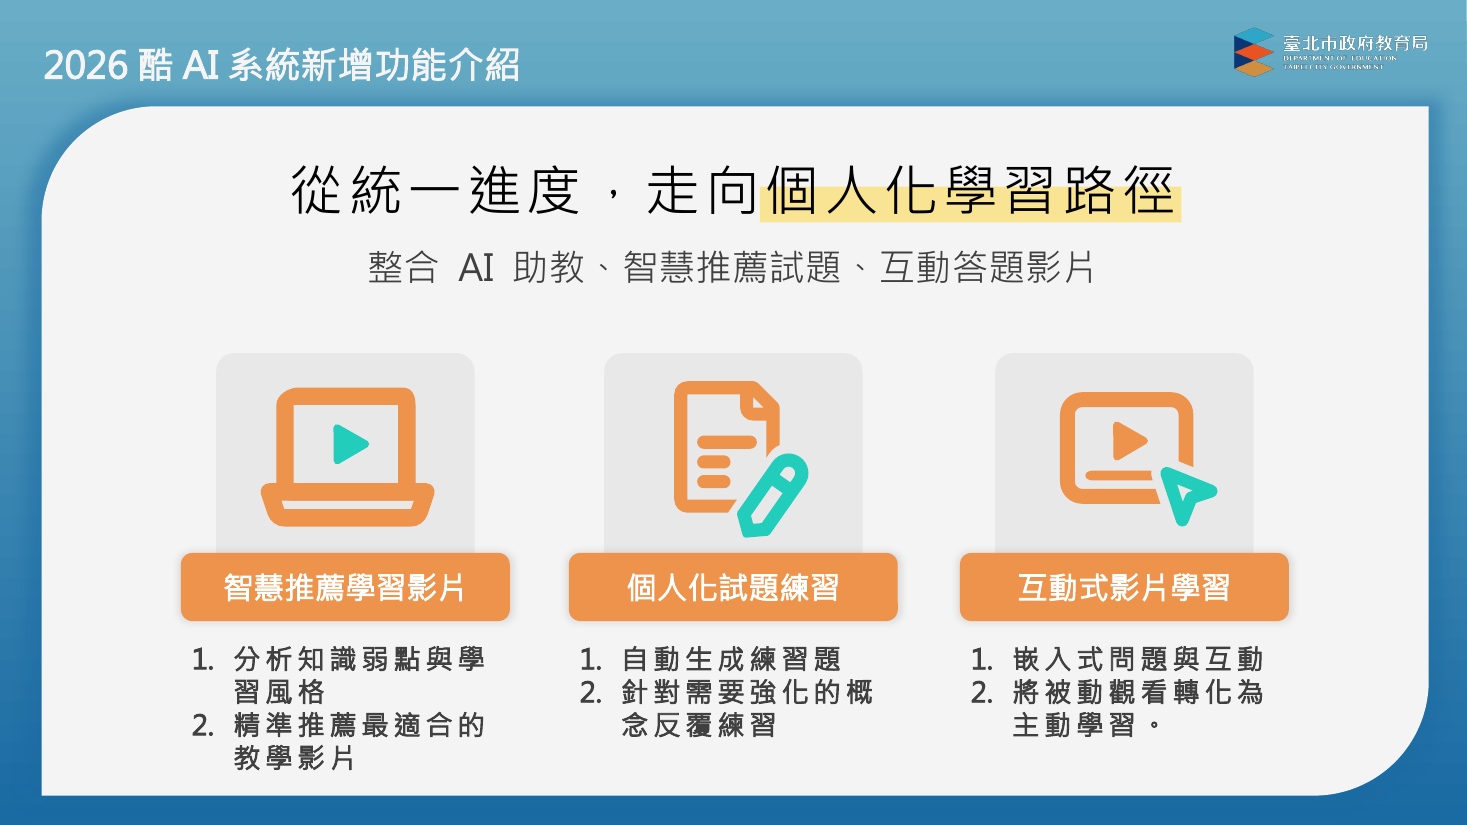 2026 酷 AI 系統新增功能介紹
臺北市政府教育局
DEPARTMENT OF EDUCATION
TAIPEI CITY GOVERNMENT
從統一進度，走向個人化學習路徑
整合 AI 助教、智慧推薦試題、互動答題影片
智慧推薦學習影片
1. 分析知識弱點與學
習風格
2. 精準推薦最適合的
教學影片
個人化試題練習
1. 自動生成練習題
2. 針對需要強化的概
念反覆練習
互動式影片學習
1. 嵌入式問題與互動
2. 將被動觀看轉化為
主動學習。